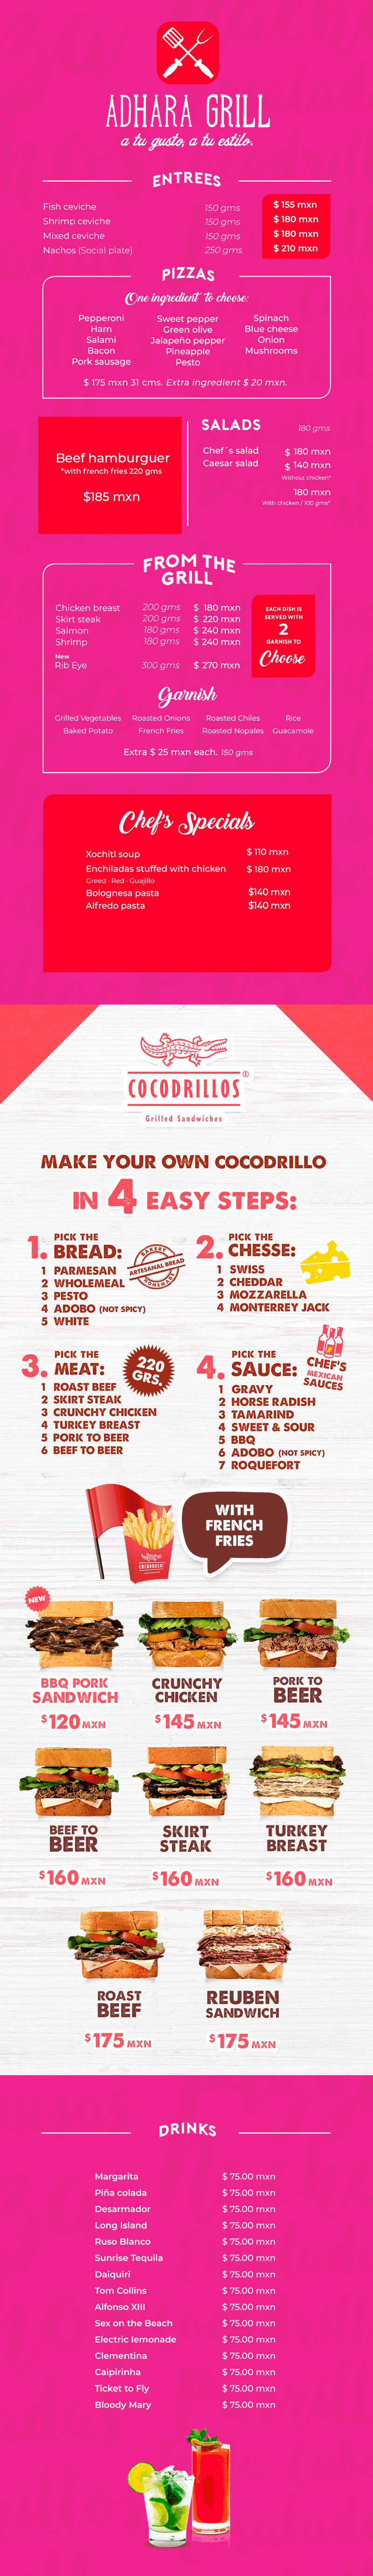 ADHARA GRILL
a tu gusto, a tu estilo.
ENTREES
Fish ceviche 150 gms $ 155 mxn
Shrimp ceviche 150 gms $ 180 mxn
Mixed ceviche 150 gms $ 180 mxn
Nachos (Social plate) 250 gms $ 210 mxn
PIZZAS
One ingredient to choose:
Pepperoni Sweet pepper Spinach
Ham Green olive Blue cheese
Salami Jalapeño pepper Onion
Bacon Pineapple Mushrooms
Pork sausage Pesto
$ 175 mxn 31 cms. Extra ingredient $ 20 mxn.
Beef hamburguer
*with french fries 220 gms
$185 mxn
SALADS 180 gms
Chef´s salad $ 180 mxn
Caesar salad $ 140 mxn
Without chicken*
180 mxn
With chicken / 100 gms*
FROM THE
GRILL
Chicken breast 200 gms $ 180 mxn
Skirt steak 200 gms $ 220 mxn
Salmon 180 gms $ 240 mxn
Shrimp 180 gms $ 240 mxn
New
Rib Eye 300 gms $ 270 mxn
EACH DISH IS
SERVED WITH
2
GARNISH TO
Choose
Garnish
Grilled Vegetables Roasted Onions Roasted Chiles Rice
Baked Potato French Fries Roasted Nopales Guacamole
Extra $ 25 mxn each. 150 gms
Chef's Specials
Xochitl soup $ 110 mxn
Enchiladas stuffed with chicken $ 180 mxn
Greed - Red - Guajillo
Bolognesa pasta $140 mxn
Alfredo pasta $140 mxn
COCODRILLOS®
Grilled Sandwiches
MAKE YOUR OWN COCODRILLO
IN 4 EASY STEPS:
1. PICK THE
BREAD:
1 PARMESAN
2 WHOLEMEAL
3 PESTO
4 ADOBO (NOT SPICY)
5 WHITE
BAKERY
ARTESANAL BREAD
HOMEMADE
2. PICK THE
CHESSE:
1 SWISS
2 CHEDDAR
3 MOZZARELLA
4 MONTERREY JACK
3. PICK THE
MEAT:
1 ROAST BEEF
2 SKIRT STEAK
3 CRUNCHY CHICKEN
4 TURKEY BREAST
5 PORK TO BEER
6 BEEF TO BEER
220
GRS.
4. PICK THE
SAUCE:
1 GRAVY
2 HORSE RADISH
3 TAMARIND
4 SWEET & SOUR
5 BBQ
6 ADOBO (NOT SPICY)
7 ROQUEFORT
CHEF'S
MEXICAN
SAUCES
COCODRILLOS
WITH
FRENCH
FRIES
NEW
BBQ PORK
SANDWICH
$120 MXN
CRUNCHY
CHICKEN
$145 MXN
PORK TO
BEER
$145 MXN
BEEF TO
BEER
$160 MXN
SKIRT
STEAK
$160 MXN
TURKEY
BREAST
$160 MXN
ROAST
BEEF
$175 MXN
REUBEN
SANDWICH
$175 MXN
DRINKS
Margarita $ 75.00 mxn
Piña colada $ 75.00 mxn
Desarmador $ 75.00 mxn
Long Island $ 75.00 mxn
Ruso Blanco $ 75.00 mxn
Sunrise Tequila $ 75.00 mxn
Daiquiri $ 75.00 mxn
Tom Collins $ 75.00 mxn
Alfonso XIII $ 75.00 mxn
Sex on the Beach $ 75.00 mxn
Electric lemonade $ 75.00 mxn
Clementina $ 75.00 mxn
Caipirinha $ 75.00 mxn
Ticket to Fly $ 75.00 mxn
Bloody Mary $ 75.00 mxn